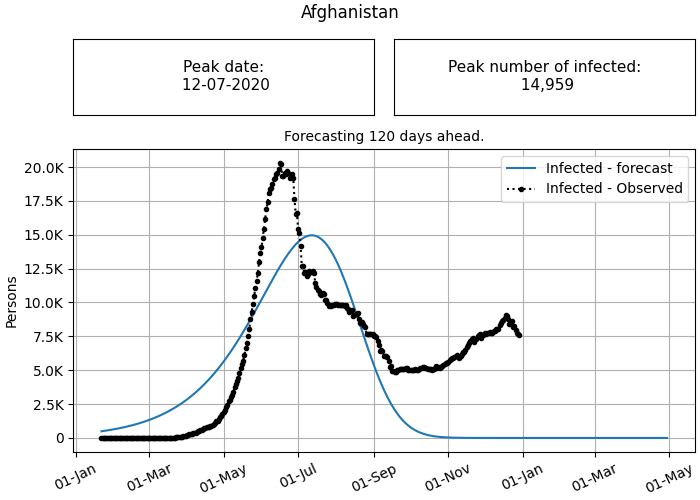 Afghanistan
Peak date:
12-07-2020
Peak number of infected:
14,959
Forecasting 120 days ahead.
Infected - forecast
Infected - Observed
Persons
20.0K
17.5K
15.0K
12.5K
10.0K
7.5K
5.0K
2.5K
0
01-Jan
01-Mar
01-May
01-Jul
01-Sep
01-Nov
01-Jan
01-Mar
01-May